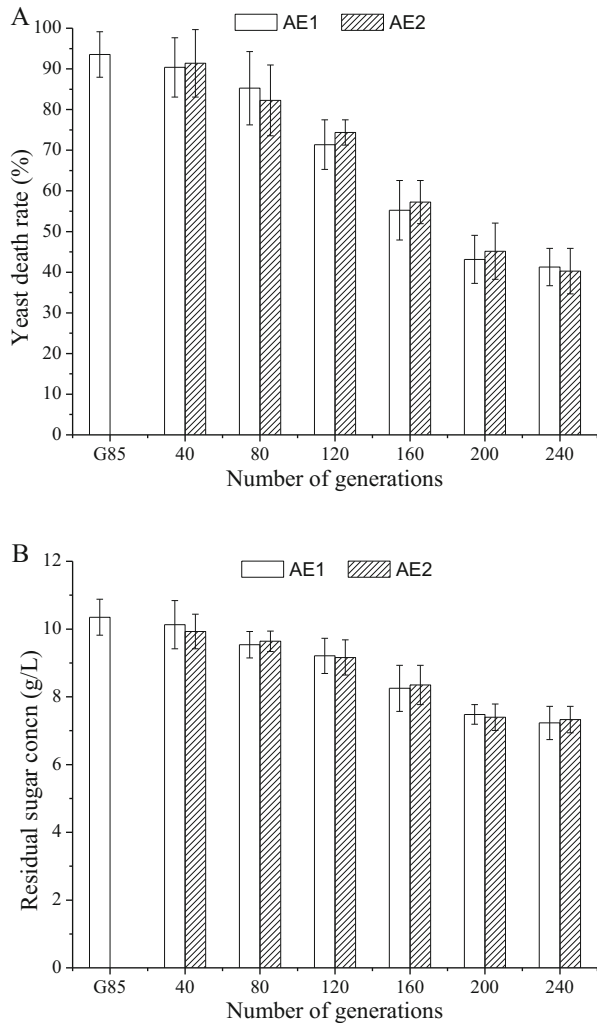 A
AE1 AE2
Yeast death rate (%)
100
90
80
70
60
50
40
30
20
10
0
G85 40 80 120 160 200 240
Number of generations
B
AE1 AE2
Residual sugar concn (g/L)
12
10
8
6
4
2
0
G85 40 80 120 160 200 240
Number of generations